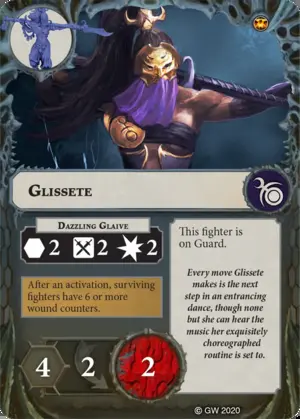 GLISSETE
DAZZLING GLAIVE
2 2 2
This fighter is
on Guard.
After an activation, surviving
fighters have 6 or more
wound counters.
Every move Glissete
makes is the next
step in an entrancing
dance, though none
but she can hear the
music her exquisitely
choreographed
routine is set to.
4 2 2
© GW 2020